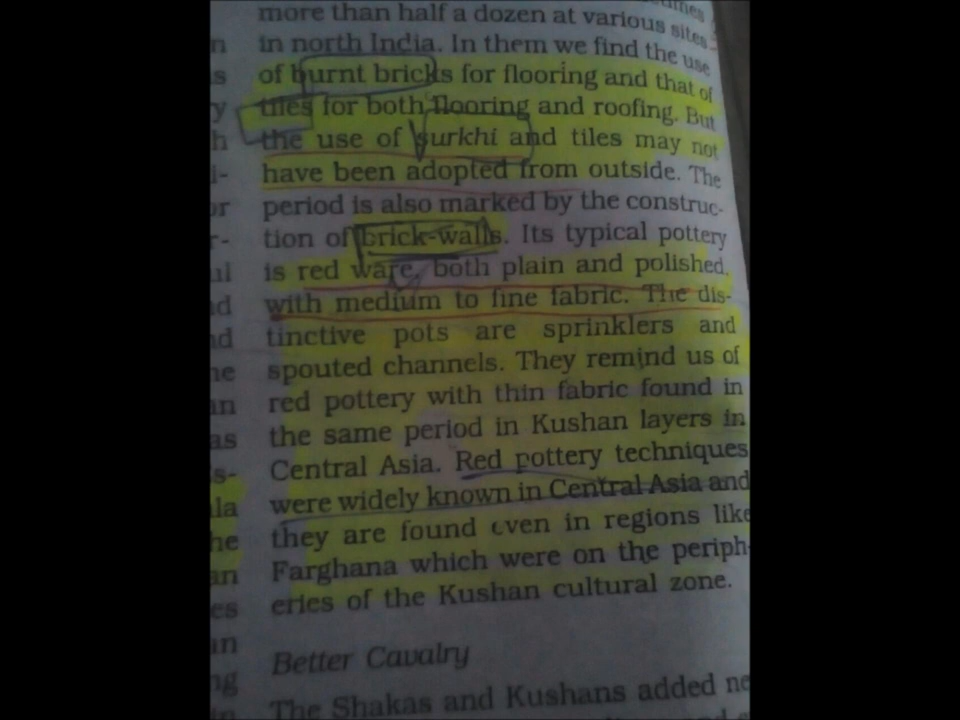 more than half a dozen at various sites
in north India. In them we find the use
of burnt bricks for flooring and that of
tiles for both flooring and roofing. But
the use of surkhi and tiles may not
have been adopted from outside. The
period is also marked by the construc-
tion of brick-walls. Its typical pottery
is red ware, both plain and polished,
with medium to fine fabric. The dis-
tinctive pots are sprinklers and
spouted channels. They remind us of
red pottery with thin fabric found in
the same period in Kushan layers in
Central Asia. Red pottery techniques
were widely known in Central Asia and
they are found even in regions like
Farghana which were on the periph-
eries of the Kushan cultural zone.
Better Cavalry
The Shakas and Kushans added